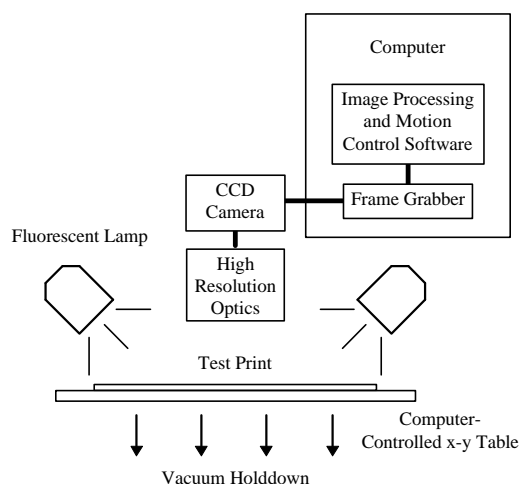 Computer
Image Processing
and Motion
Control Software
CCD
Camera
Frame Grabber
Fluorescent Lamp
High
Resolution
Optics
Test Print
Computer-
Controlled x-y Table
Vacuum Holddown